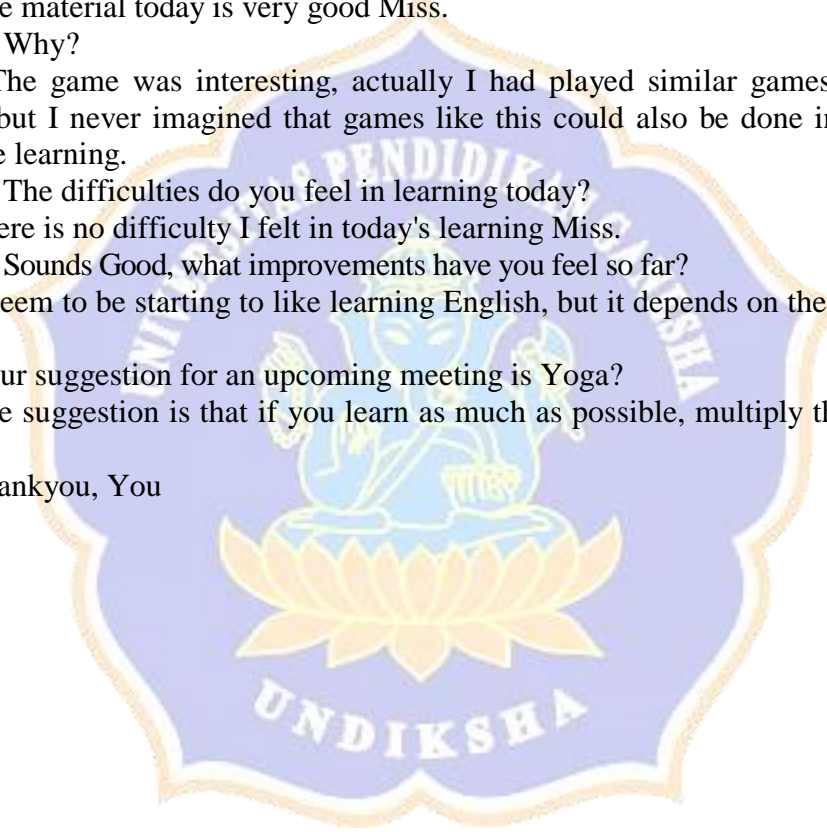 e material today is very good Miss.
Why?
The game was interesting, actually I had played similar games
but I never imagined that games like this could also be done in
e learning.
The difficulties do you feel in learning today?
ere is no difficulty I felt in today's learning Miss.
Sounds Good, what improvements have you feel so far?
eem to be starting to like learning English, but it depends on the
ur suggestion for an upcoming meeting is Yoga?
e suggestion is that if you learn as much as possible, multiply th
ankyou, You
UNIVERSITAS PENDIDIKAN GANESHA
UNDIKSHA